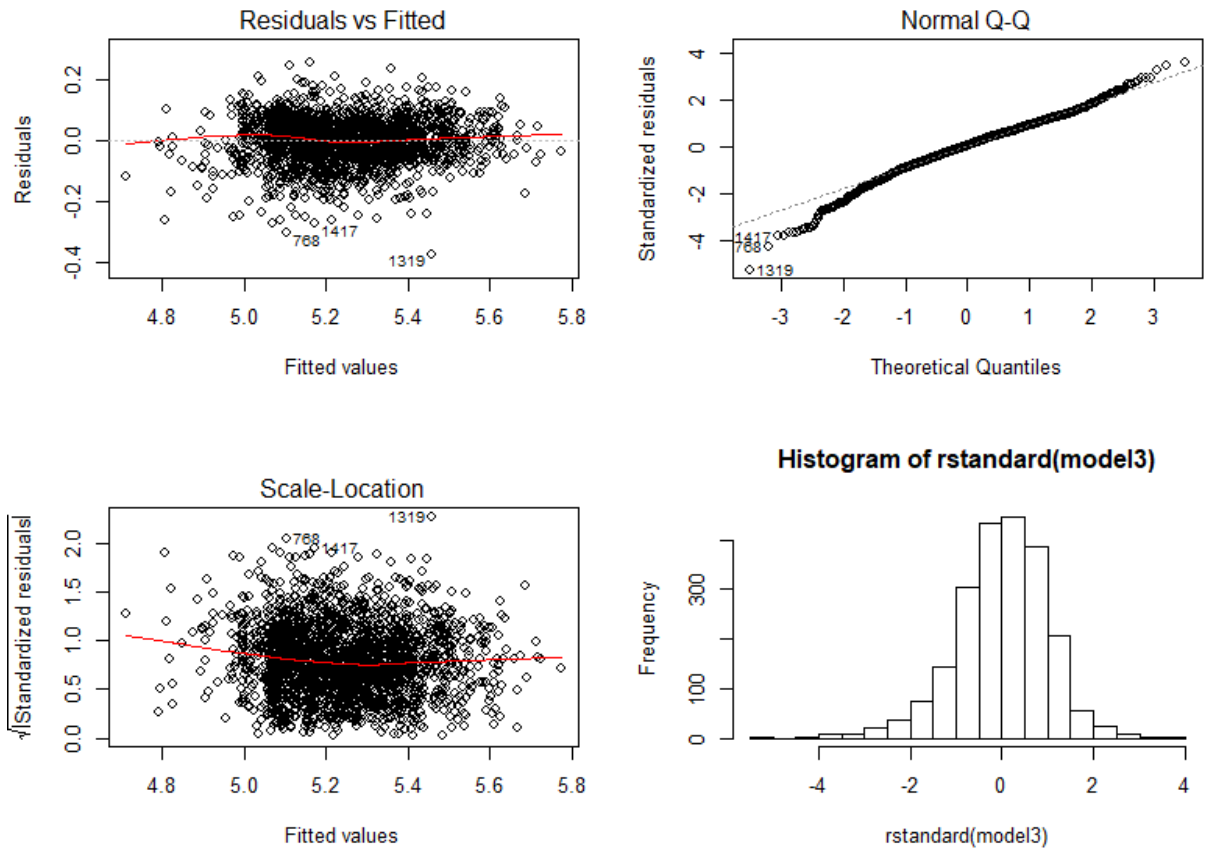 Residuals vs Fitted
Residuals
0.2
0.0
-0.2
-0.4
1417
768
1319
4.8 5.0 5.2 5.4 5.6 5.8
Fitted values
Normal Q-Q
Standardized residuals
4
2
0
-2
-4
1417
768
1319
-3 -2 -1 0 1 2 3
Theoretical Quantiles
Scale-Location
√|Standardized residuals|
2.0
1.5
1.0
0.5
0.0
1319
768
1417
4.8 5.0 5.2 5.4 5.6 5.8
Fitted values
Histogram of rstandard(model3)
Frequency
300
100
0
-4 -2 0 2 4
rstandard(model3)